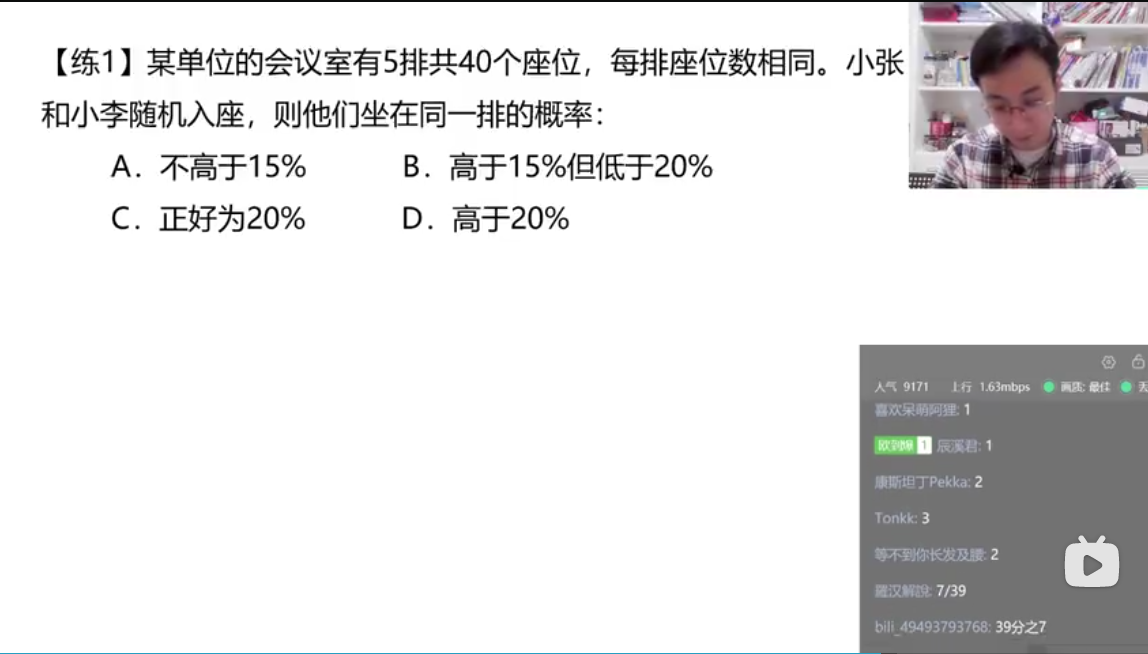 【练1】某单位的会议室有5排共40个座位，每排座位数相同。小张
和小李随机入座，则他们坐在同一排的概率：
A．不高于15%
B．高于15%但低于20%
C．正好为20%
D．高于20%
人气 9171 上行 1.63mbps 画质: 最佳
喜欢呆萌阿狸: 1
1 辰溪君: 1
康斯坦丁Pekka: 2
Tonkk: 3
等不到你长发及腰: 2
羅汉解說: 7/39
bili_49493793768: 39分之7